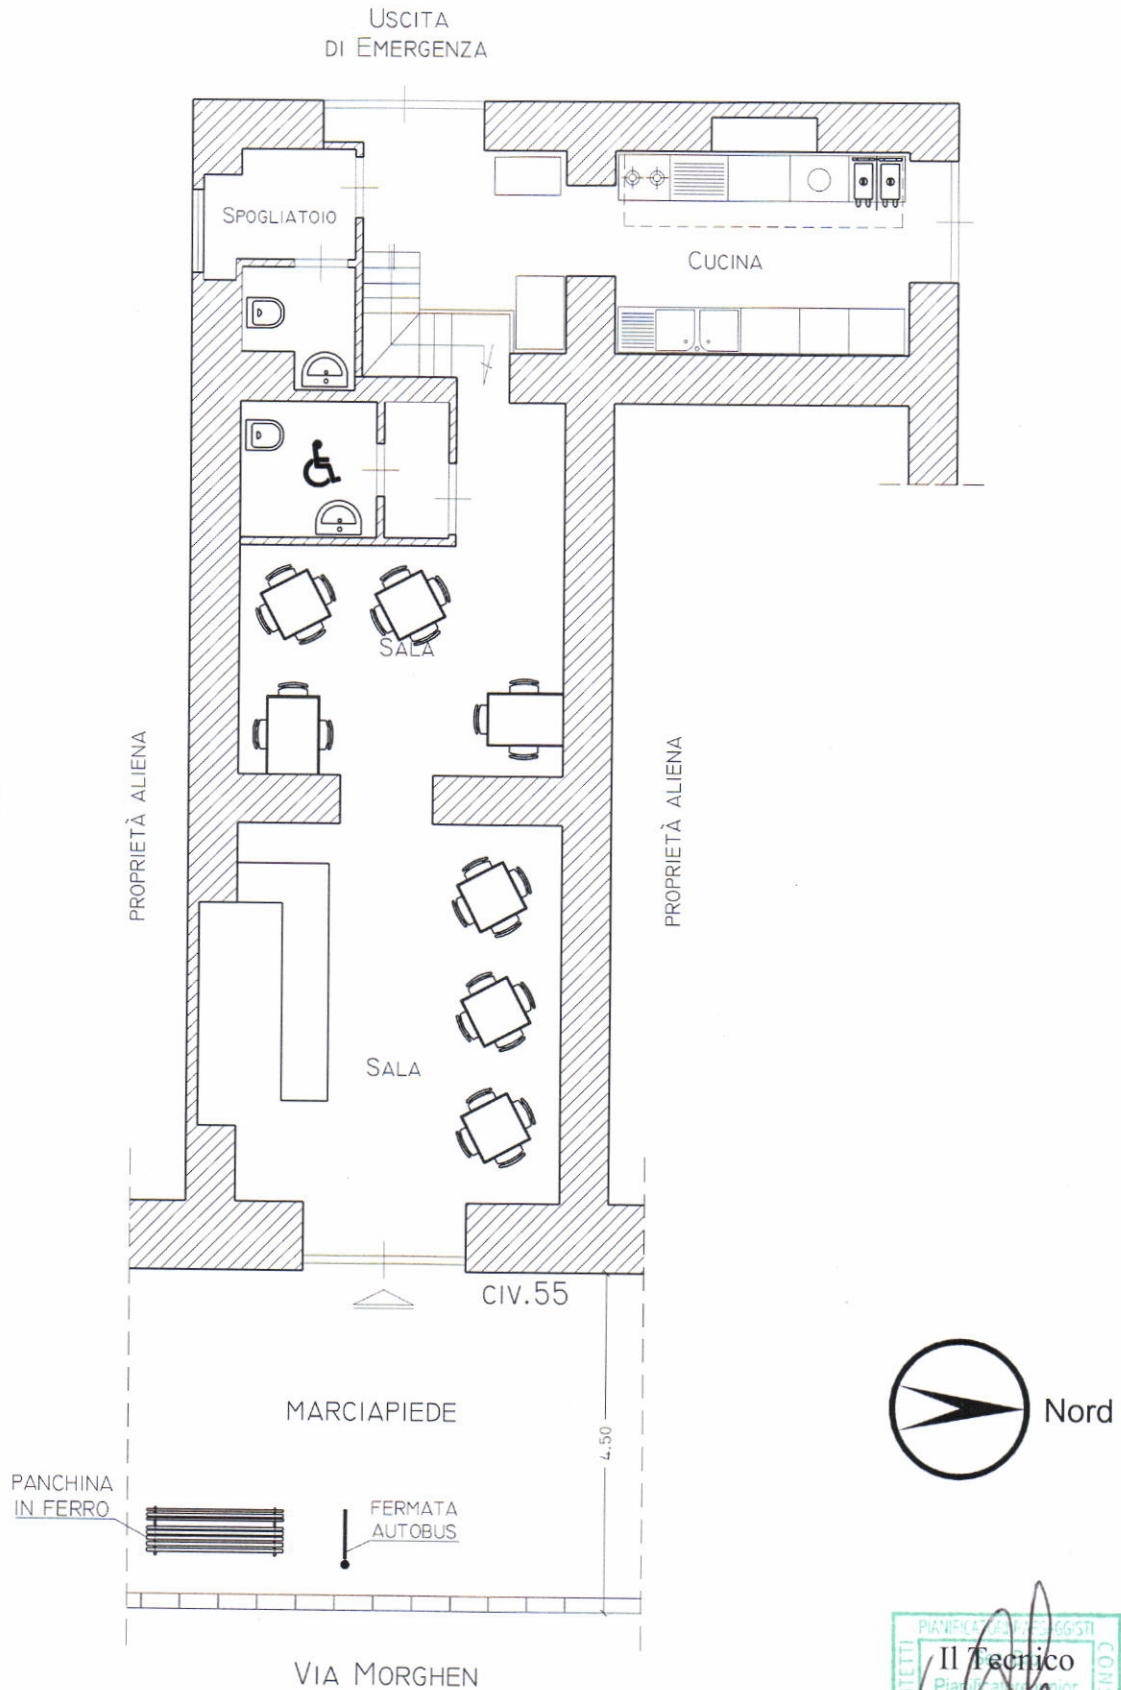 USCITA
DI EMERGENZA
SPOGLIATOIO
CUCINA
SALA
PROPRIETÀ ALIENA
PROPRIETÀ ALIENA
SALA
CIV.55
MARCIAPIEDE
4.50
Nord
PANCHINA
IN FERRO
FERMATA
AUTOBUS
VIA MORGHEN
Il Tecnico